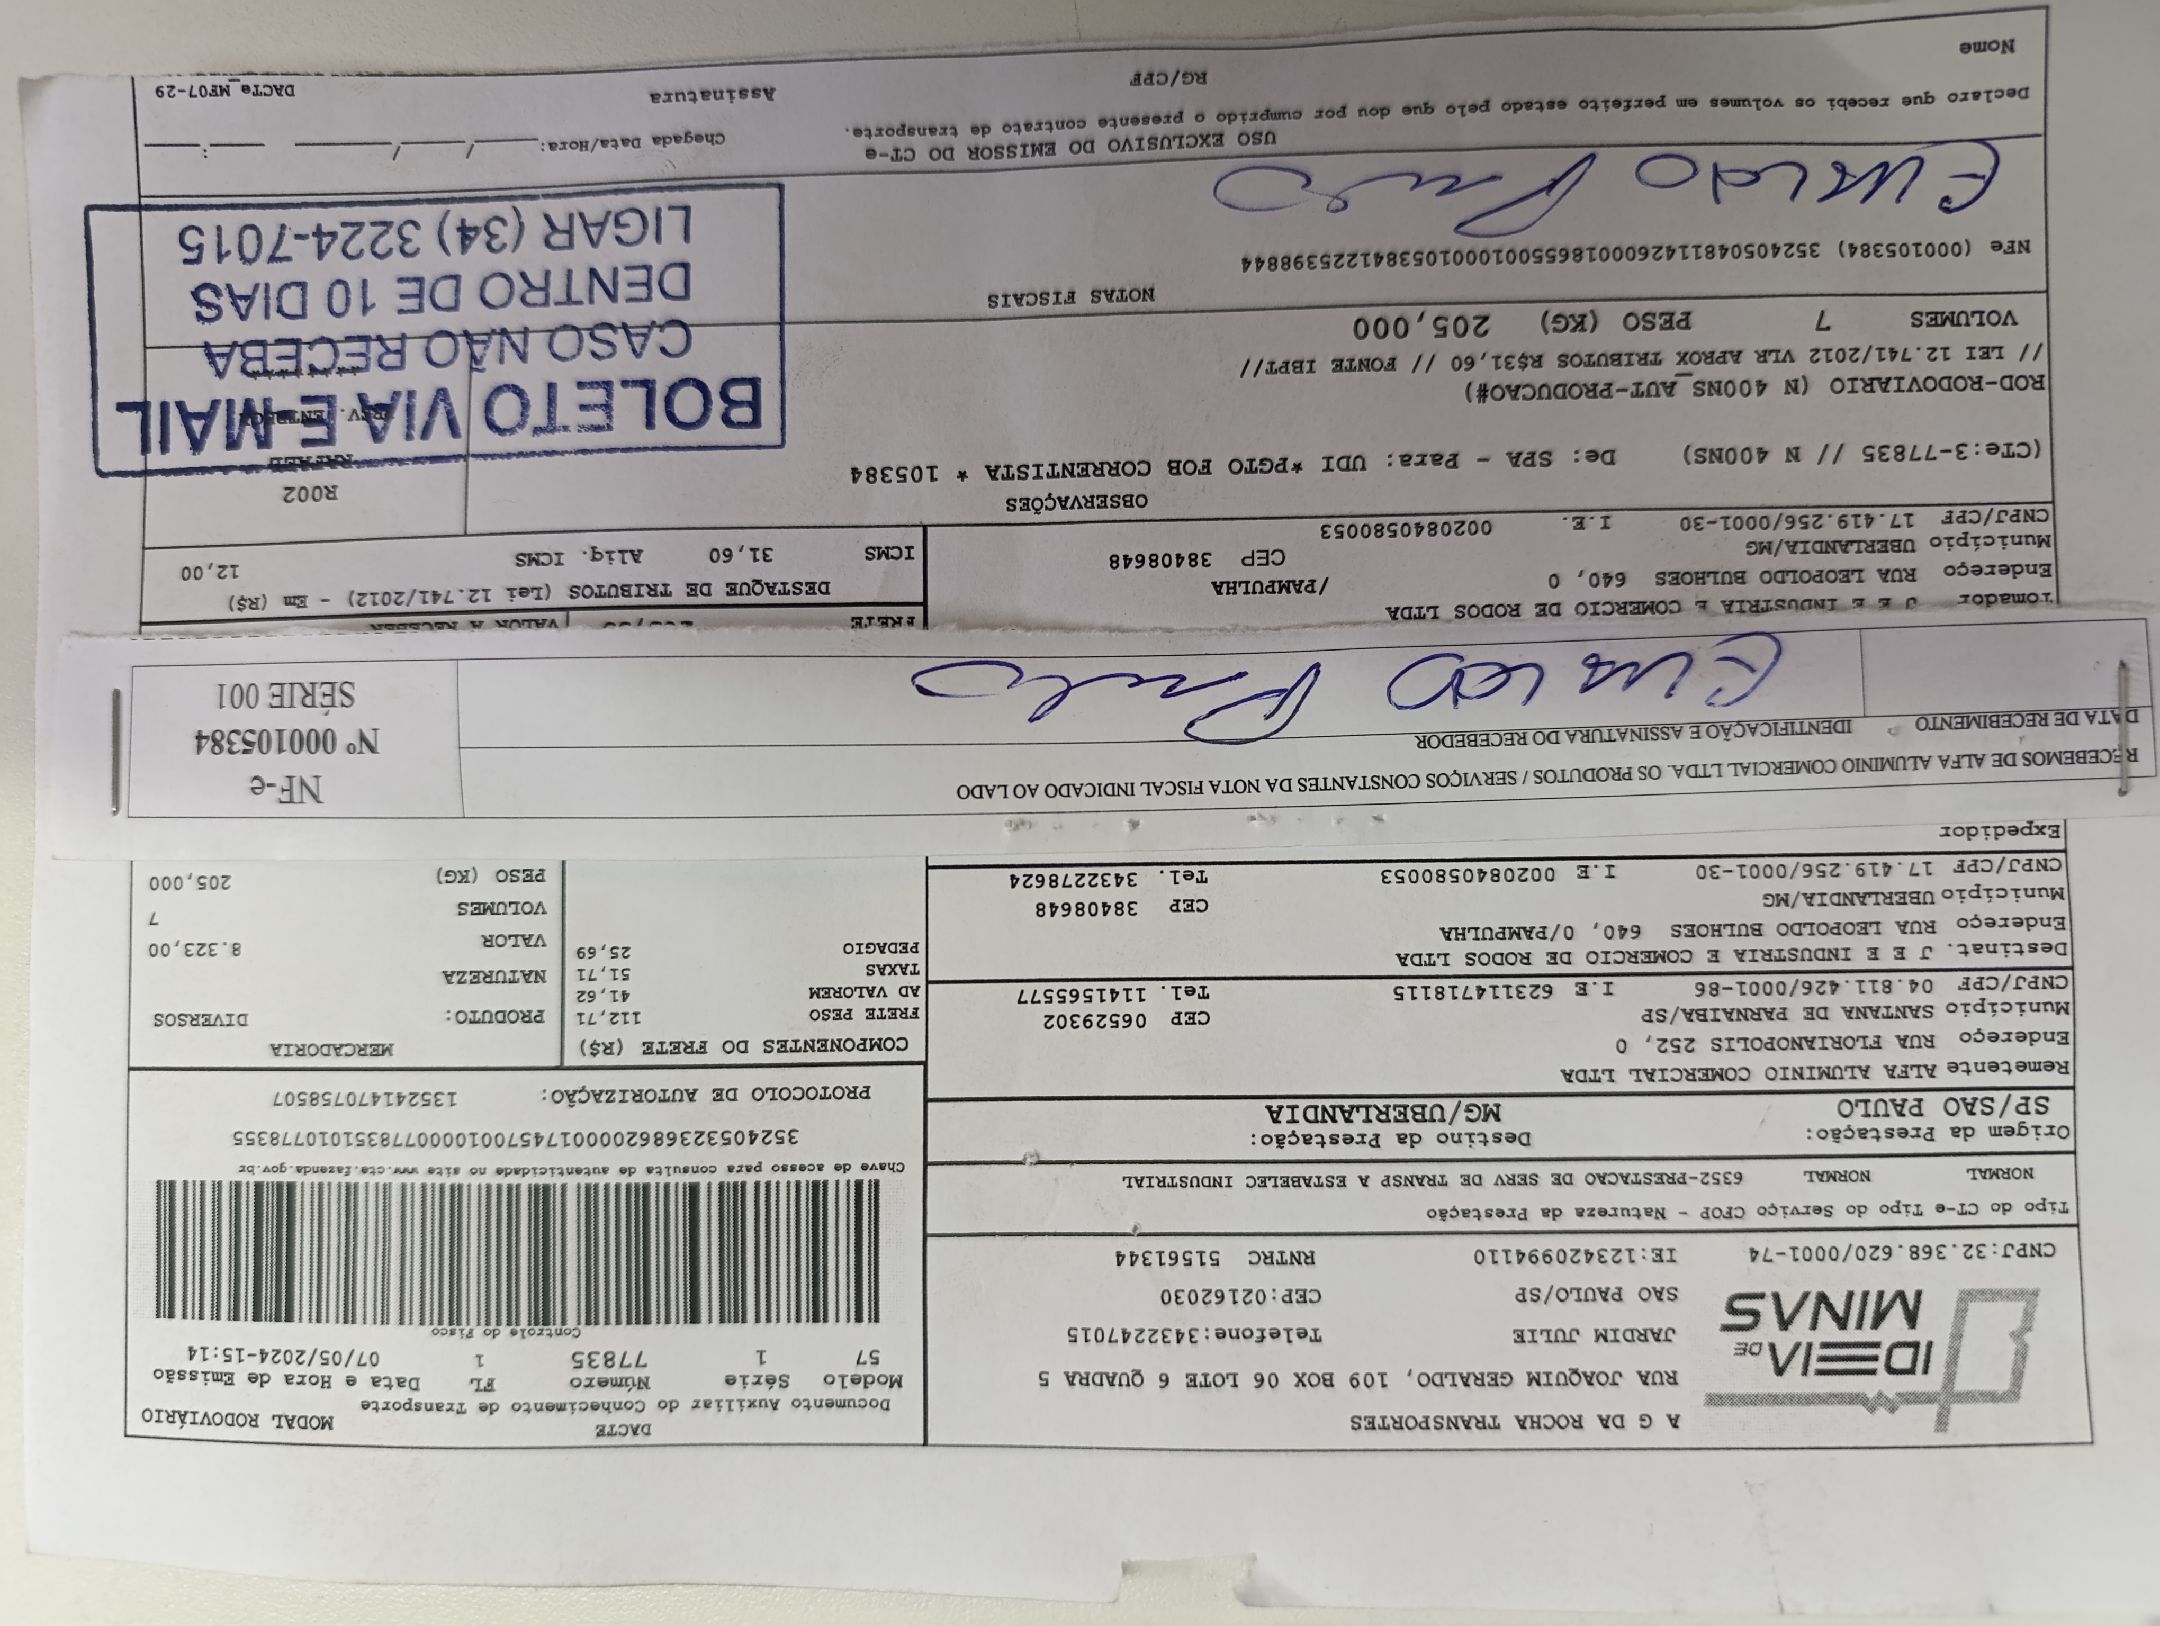 IDEIA DE MINAS
A G DA ROCHA TRANSPORTES
RUA JOAQUIM GERALDO, 109 BOX 06 LOTE 6 QUADRA 5
JARDIM JULIE Telefone:3432247015
SAO PAULO/SP CEP:02162030
CNPJ:32.368.620/0001-74 IE:123420994110 RNTRC 51561344
DACTE MODAL RODOVIÁRIO
Documento Auxiliar do Conhecimento de Transporte
Modelo Série Número FL Data e Hora de Emissão
57 1 77835 1 07/05/2024-15:14
Controle do Fisco
Tipo do CT-e Tipo do Serviço CFOP - Natureza da Prestação
NORMAL NORMAL 6352-PRESTACAO DE SERV DE TRANSP A ESTABELEC INDUSTRIAL
Chave de acesso para consulta de autenticidade no site www.cte.fazenda.gov.br
35240532368620000174570010000778351010778355
Origem da Prestação: Destino da Prestação:
SP/SAO PAULO MG/UBERLANDIA
PROTOCOLO DE AUTORIZAÇÃO: 135241470758507
Remetente ALFA ALUMINIO COMERCIAL LTDA
Endereço RUA FLORIANOPOLIS 252, 0
Município SANTANA DE PARNAIBA/SP CEP 06529302
CNPJ/CPF 04.811.426/0001-86 I.E 623114718115 Tel. 1141565577
Destinat. J E E INDUSTRIA E COMERCIO DE RODOS LTDA
Endereço RUA LEOPOLDO BULHOES 640, 0/PAMPULHA
Município UBERLANDIA/MG CEP 38408648
CNPJ/CPF 17.419.256/0001-30 I.E 0020840580053 Tel. 3432278624
Expedidor
COMPONENTES DO FRETE (R$)
FRETE PESO 112,71
AD VALOREM 41,62
TAXAS 51,71
PEDAGIO 25,69
MERCADORIA
PRODUTO: DIVERSOS
NATUREZA
VALOR 8.323,00
VOLUMES 7
PESO (KG) 205,000
RECEBEMOS DE ALFA ALUMINIO COMERCIAL LTDA. OS PRODUTOS / SERVIÇOS CONSTANTES DA NOTA FISCAL INDICADO AO LADO
DATA DE RECEBIMENTO IDENTIFICAÇÃO E ASSINATURA DO RECEBEDOR
NF-e
Nº 000105384
SÉRIE 001
FRETE VALOR A RECEBER
Tomador J E E INDUSTRIA E COMERCIO DE RODOS LTDA
Endereço RUA LEOPOLDO BULHOES 640, 0 /PAMPULHA
Município UBERLANDIA/MG CEP 38408648
CNPJ/CPF 17.419.256/0001-30 I.E. 0020840580053
DESTAQUE DE TRIBUTOS (Lei 12.741/2012) - Em (R$)
ICMS 31,60 Aliq. ICMS 12,00
OBSERVAÇÕES
(CTe:3-77835 // N 400NS) De: SPA - Para: UDI *PGTO FOB CORRENTISTA * 105384
ROD-RODOVIARIO (N 400NS_AUT-PRODUCAO#)
// LEI 12.741/2012 VLR APROX TRIBUTOS R$31,60 // FONTE IBPT//
VOLUMES 7 PESO (KG) 205,000
R002
RAFAEL
PREV. ENTREGA
BOLETO VIA E-MAIL
CASO NÃO RECEBA
DENTRO DE 10 DIAS
LIGAR (34) 3224-7015
NOTAS FISCAIS
NFe (000105384) 35240504811426000186550010001053841225398844
USO EXCLUSIVO DO EMISSOR DO CT-e
Declaro que recebi os volumes em perfeito estado pelo que dou por cumprido o presente contrato de transporte.
Chegada Data/Hora:____/____/____ ____:____
Nome RG/CPF Assinatura DACTe_MF07-29